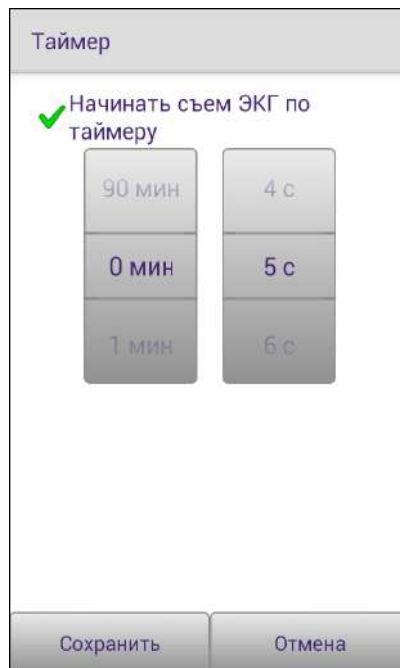 Таймер
Начинать съем ЭКГ по
таймеру
90 мин 4 с
0 мин 5 с
1 мин 6 с
Сохранить Отмена